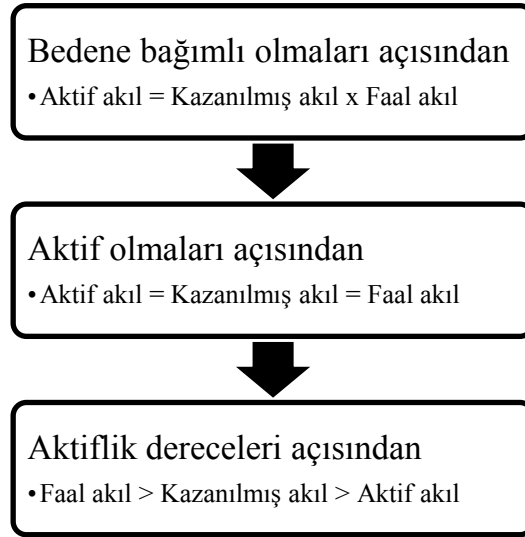 Bedene bağımlı olmaları açısından
•Aktif akıl = Kazanılmış akıl x Faal akıl
Aktif olmaları açısından
•Aktif akıl = Kazanılmış akıl = Faal akıl
Aktiflik dereceleri açısından
•Faal akıl > Kazanılmış akıl > Aktif akıl